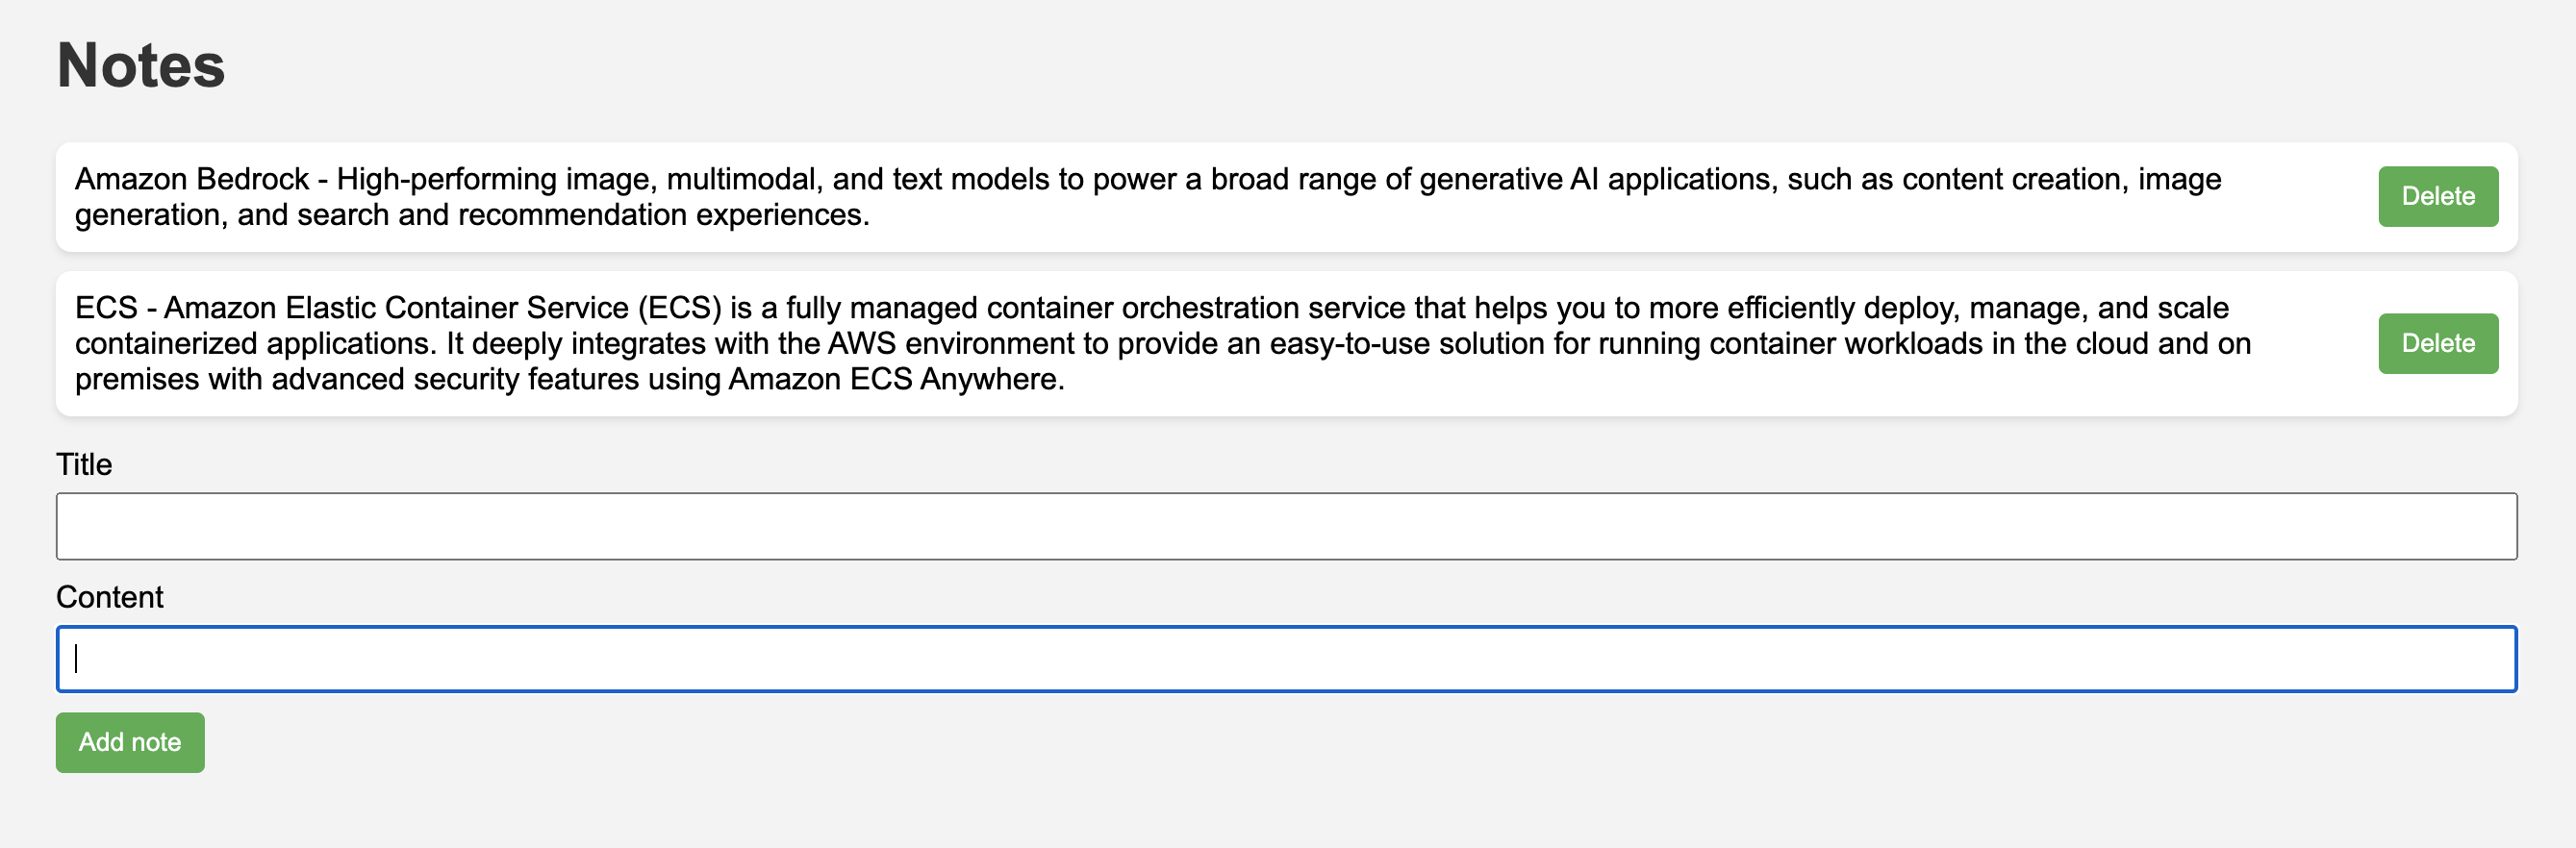 Notes
Amazon Bedrock - High-performing image, multimodal, and text models to power a broad range of generative AI applications, such as content creation, image
generation, and search and recommendation experiences.
Delete
ECS - Amazon Elastic Container Service (ECS) is a fully managed container orchestration service that helps you to more efficiently deploy, manage, and scale
containerized applications. It deeply integrates with the AWS environment to provide an easy-to-use solution for running container workloads in the cloud and on
premises with advanced security features using Amazon ECS Anywhere.
Delete
Title
Content
Add note